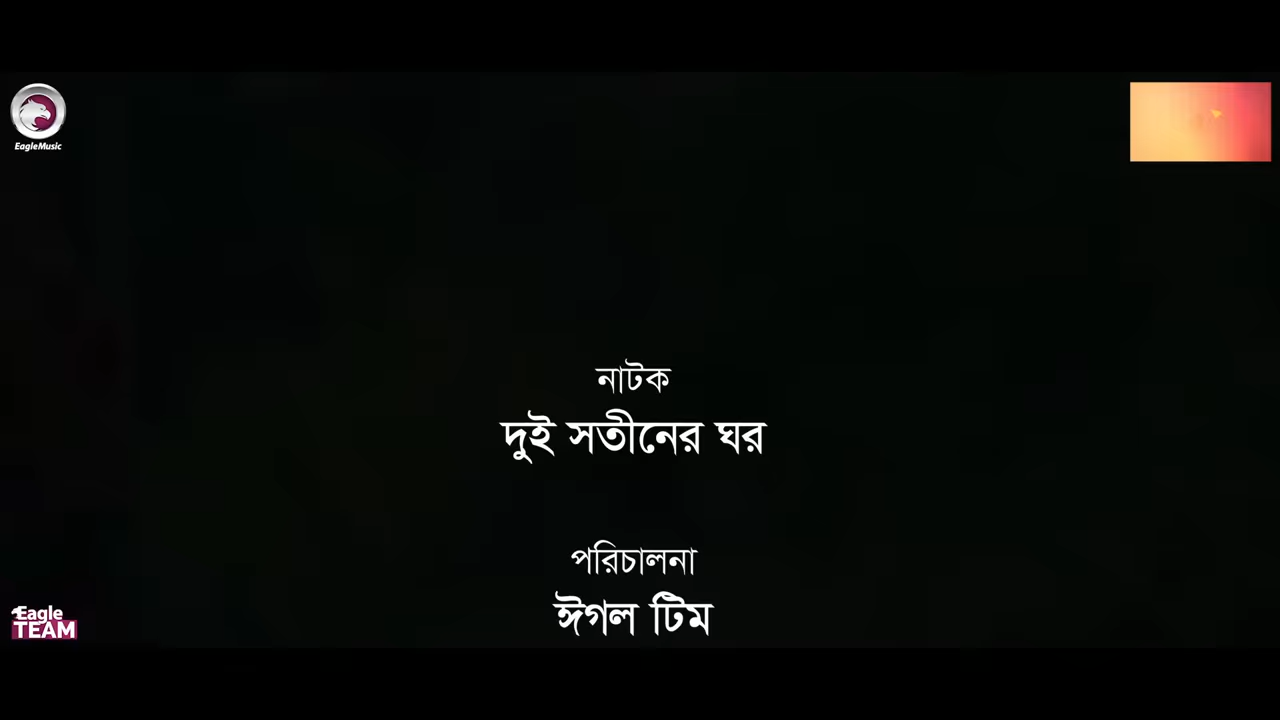 EagleMusic
নাটক
দুই সতীনের ঘর
পরিচালনা
ঈগল টিম
Eagle
TEAM